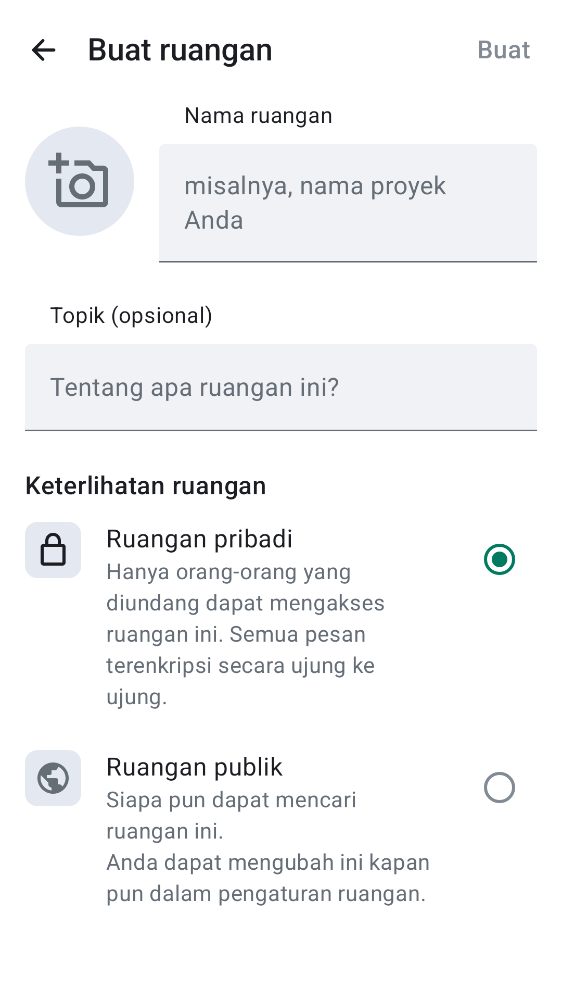 Buat ruangan
Buat
Nama ruangan
misalnya, nama proyek
Anda
Topik (opsional)
Tentang apa ruangan ini?
Keterlihatan ruangan
Ruangan pribadi
Hanya orang-orang yang
diundang dapat mengakses
ruangan ini. Semua pesan
terenkripsi secara ujung ke
ujung.
Ruangan publik
Siapa pun dapat mencari
ruangan ini.
Anda dapat mengubah ini kapan
pun dalam pengaturan ruangan.